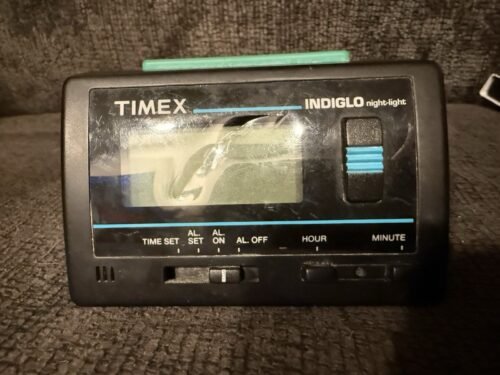 TIMEX
INDIGLO night-light
TIME SET
AL. SET
AL. ON
AL. OFF
HOUR
MINUTE